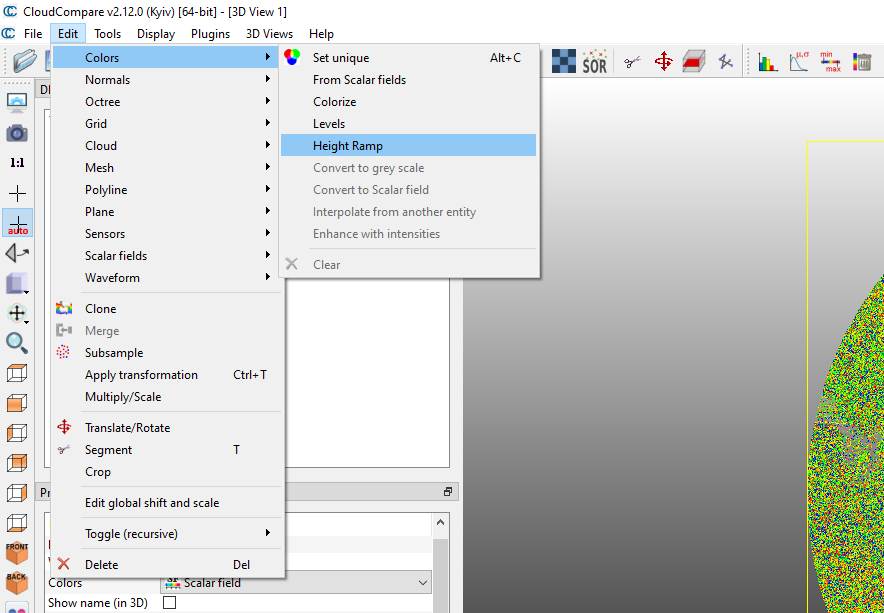 CloudCompare v2.12.0 (Kyiv) [64-bit] - [3D View 1]
File Edit Tools Display Plugins 3D Views Help
SOR
μ,σ
min
max
1:1
auto
FRONT
BACK
Colors
Normals
Octree
Grid
Cloud
Mesh
Polyline
Plane
Sensors
Scalar fields
Waveform
Clone
Merge
Subsample
Apply transformation Ctrl+T
Multiply/Scale
Translate/Rotate
Segment T
Crop
Edit global shift and scale
Toggle (recursive)
Delete Del
Set unique Alt+C
From Scalar fields
Colorize
Levels
Height Ramp
Convert to grey scale
Convert to Scalar field
Interpolate from another entity
Enhance with intensities
Clear
Colors SF Scalar field
Show name (in 3D)